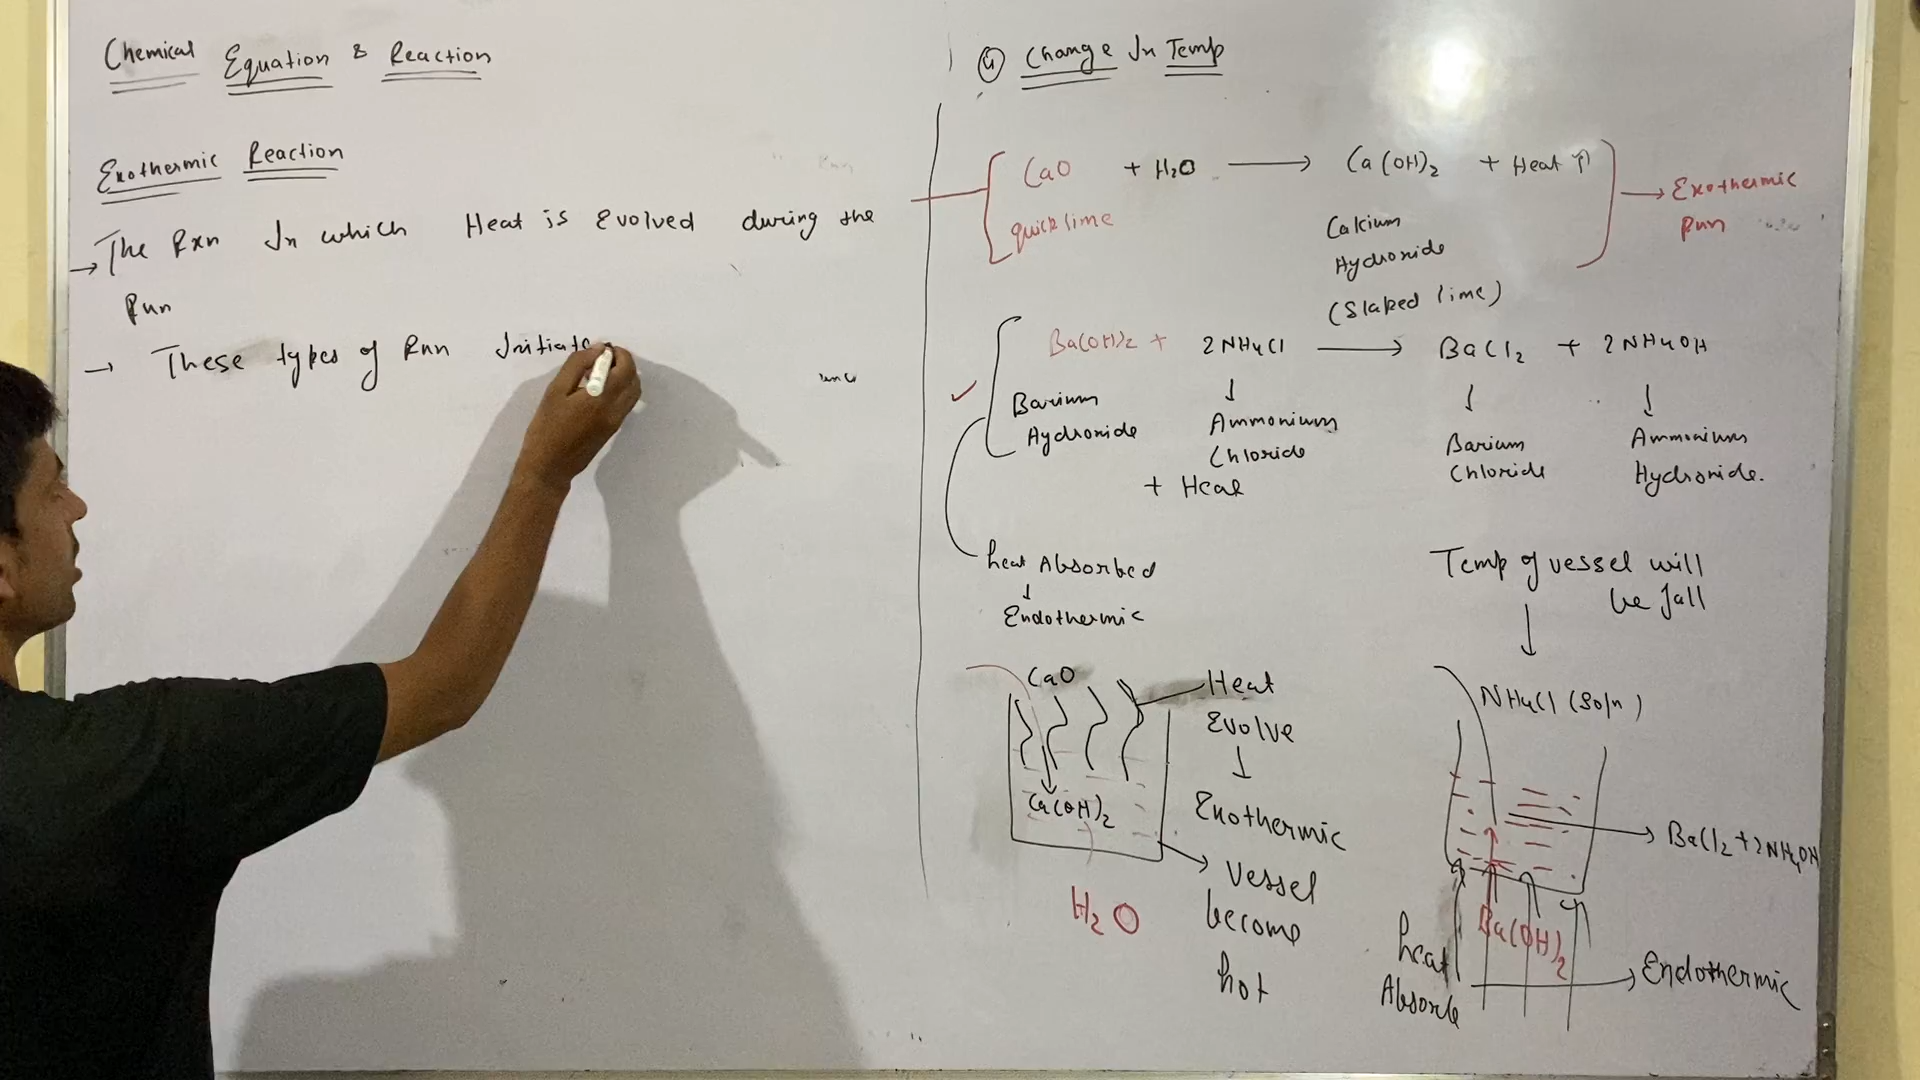 Chemical Equation & Reaction
Exothermic Reaction
→ The Rxn In which Heat is Evolved during the
Rxn
→ These types of Rxn Initiate
④ Change In Temp
CaO + H₂O → Ca(OH)₂ + Heat ↑ → Exothermic
Rxn
quick lime
Calcium
Hydroxide
(Slaked lime)
Ba(OH)₂ + 2NH₄Cl → BaCl₂ + 2NH₄OH
Barium
Hydroxide
↓
Ammonium
Chloride
+ Heat
↓
Barium
Chloride
↓
Ammonium
Hydroxide.
heat Absorbed
↓
Endothermic
Temp of vessel will
be fall
↓
CaO
Ca(OH)₂
H₂O
Heat
Evolve
↓
Exothermic
Vessel
become
hot
NH₄Cl (Soln)
BaCl₂ + 2NH₄OH
Ba(OH)₂
heat
Absorb
Endothermic